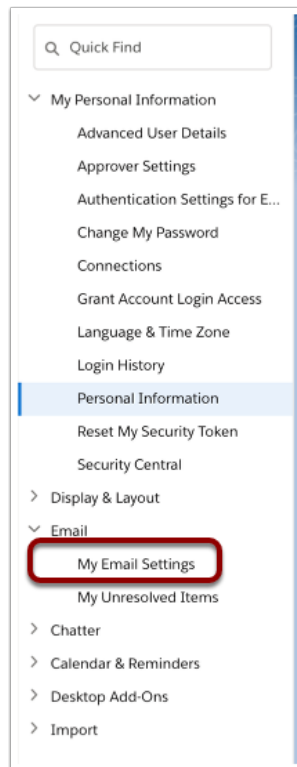 Quick Find
My Personal Information
Advanced User Details
Approver Settings
Authentication Settings for E...
Change My Password
Connections
Grant Account Login Access
Language & Time Zone
Login History
Personal Information
Reset My Security Token
Security Central
Display & Layout
Email
My Email Settings
My Unresolved Items
Chatter
Calendar & Reminders
Desktop Add-Ons
Import